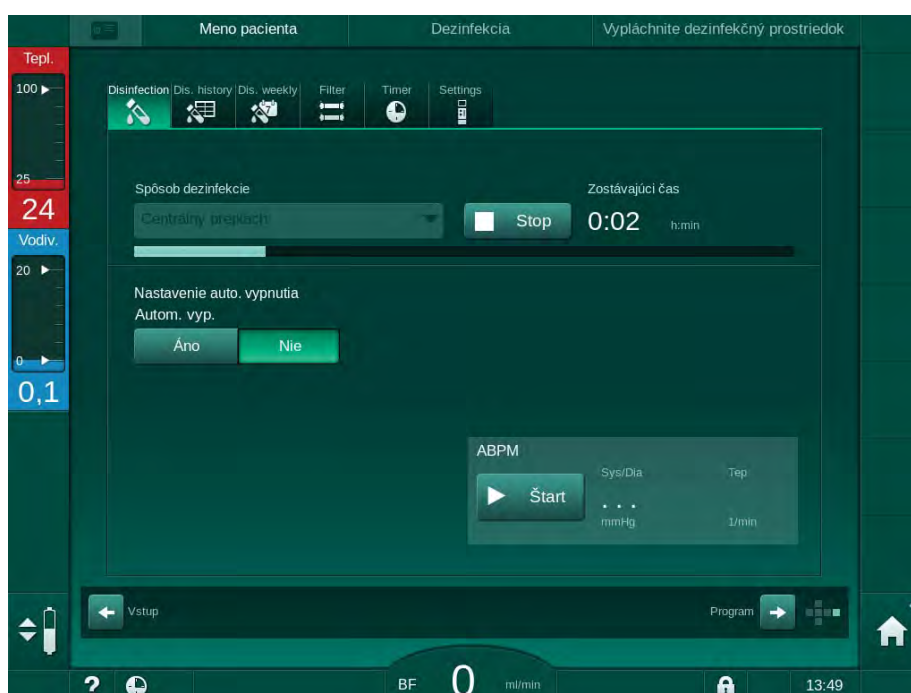 Meno pacienta
Dezinfekcia
Vypláchnite dezinfekčný prostriedok
Tepl.
100
25
24
Vodiv.
20
0
0,1
Disinfection
Dis. history
Dis. weekly
Filter
Timer
Settings
Spôsob dezinfekcie
Zostávajúci čas
Centrálny preplach
Stop
0:02 h:min
Nastavenie auto. vypnutia
Autom. vyp.
Áno
Nie
ABPM
Sys/Dia
Tep
Štart
. . .
mmHg
1/min
Vstup
Program
?
BF 0 ml/min
13:49